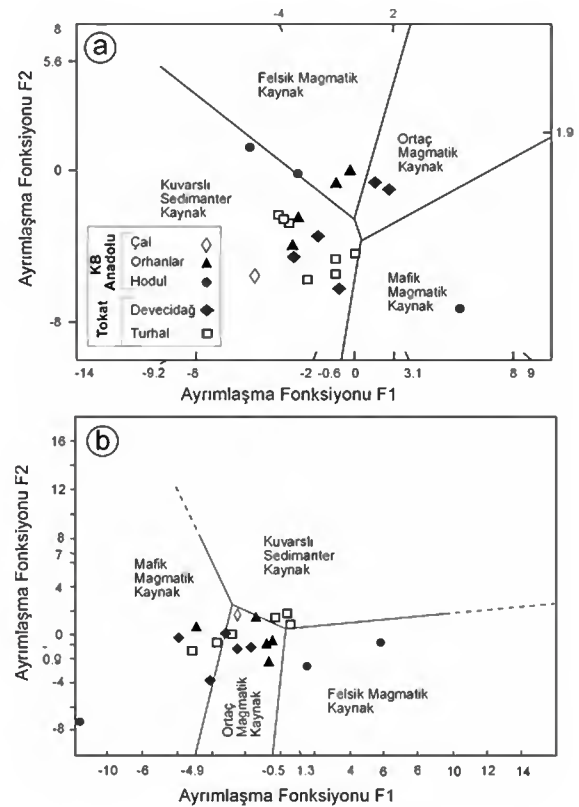 -4 2
a
8
5.6
0
-8
Ayrımlaşma Fonksiyonu F2
Felsik Magmatik
Kaynak
Ortaç
Magmatik
Kaynak
1.9
Kuvarslı
Sedimanter
Kaynak
KB
Anadolu
Çal
Orhanlar
Hodul
Tokat
Devecidağ
Turhal
Mafik
Magmatik
Kaynak
-14 -9.2 -8 -2 -0.6 0 3.1 8 9
Ayrımlaşma Fonksiyonu F1
b
16
12
8
7
4
0
0.9
-4
-8
Ayrımlaşma Fonksiyonu F2
Kuvarslı
Sedimanter
Kaynak
Mafik
Magmatik
Kaynak
Ortaç
Magmatik
Kaynak
Felsik Magmatik
Kaynak
-10 -6 -4.9 -0.5 1.3 4 6 10 12 14
Ayrımlaşma Fonksiyonu F1